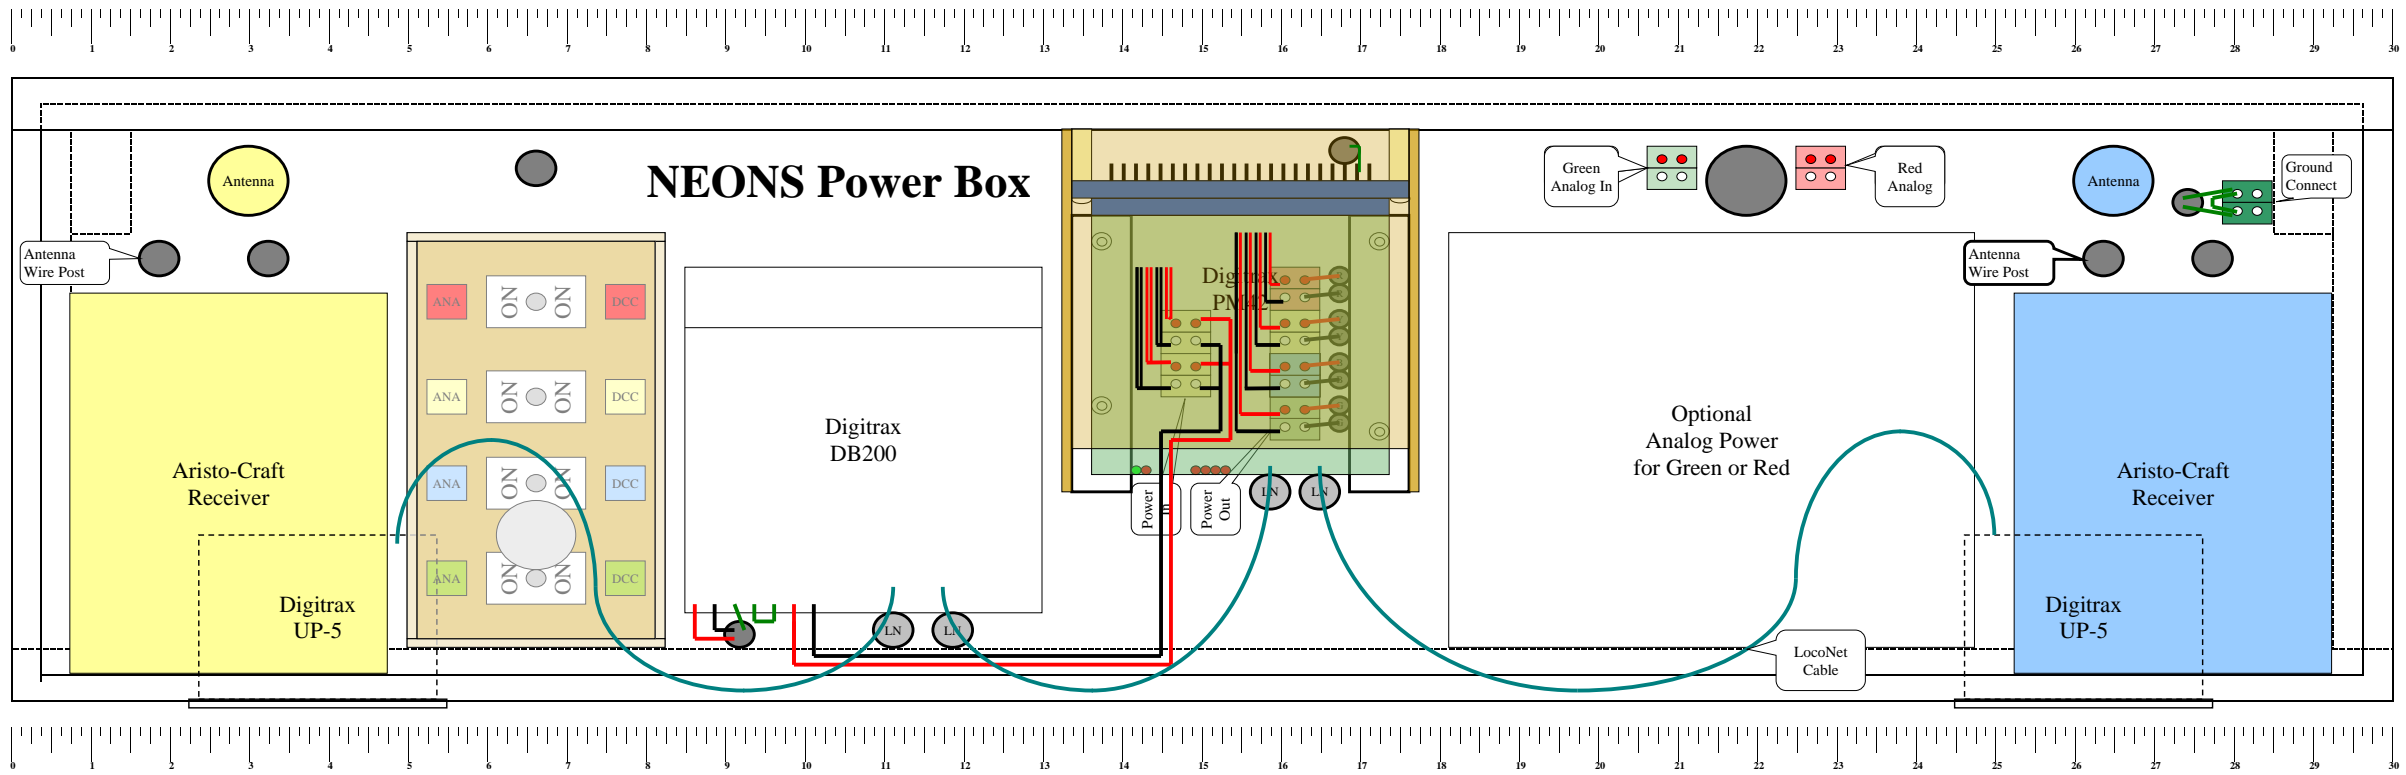 0 1 2 3 4 5 6 7 8 9 10 11 12 13 14 15 16 17 18 19 20 21 22 23 24 25 26 27 28 29 30
NEONS Power Box
Antenna
Antenna
Wire Post
Aristo-Craft
Receiver
Digitrax
UP-5
ANA
ON
ON
DCC
ANA
ON
ON
DCC
ANA
ON
ON
DCC
ANA
ON
ON
DCC
Digitrax
DB200
LN
LN
Digitrax
PM42
Power
In
Power
Out
LN
LN
Green
Analog In
Red
Analog
Optional
Analog Power
for Green or Red
LocoNet
Cable
Antenna
Ground
Connect
Antenna
Wire Post
Aristo-Craft
Receiver
Digitrax
UP-5
0 1 2 3 4 5 6 7 8 9 10 11 12 13 14 15 16 17 18 19 20 21 22 23 24 25 26 27 28 29 30